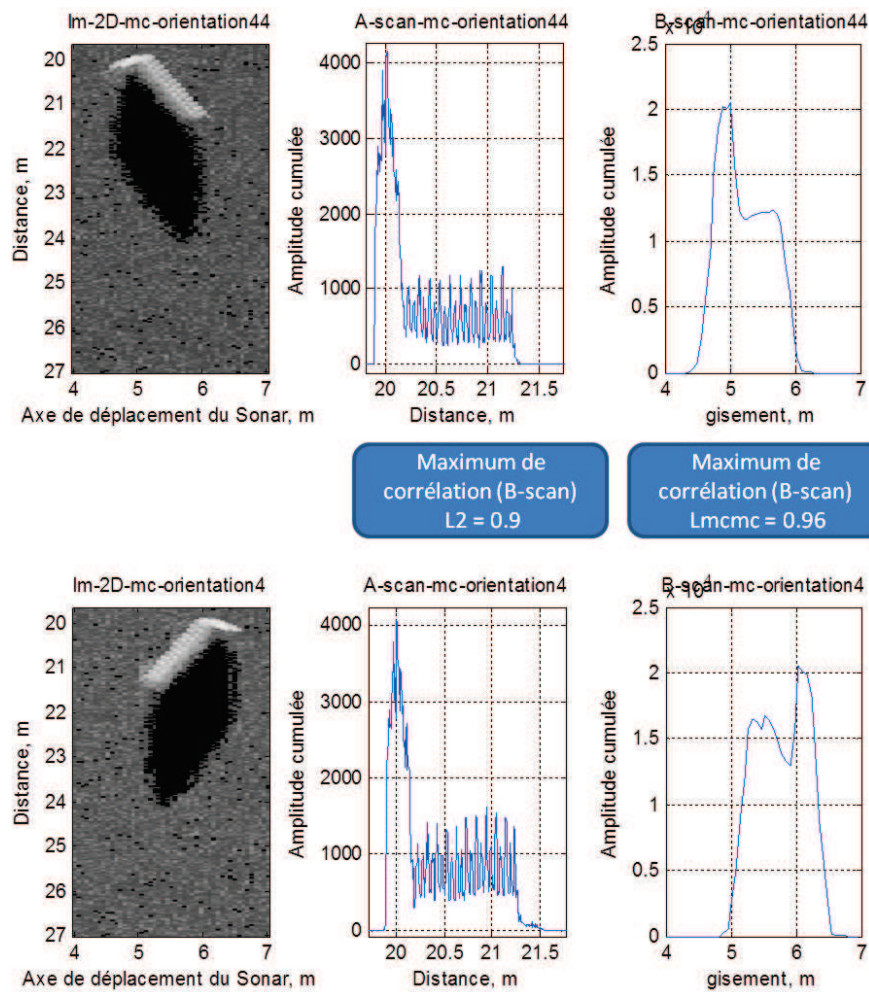 Im-2D-mc-orientation44
20
21
22
23
24
25
26
27
Distance, m
4 5 6 7
Axe de déplacement du Sonar, m
A-scan-mc-orientation44
4000
3000
2000
1000
0
Amplitude cumulée
20 20.5 21 21.5
Distance, m
B-scan-mc-orientation44
x 10^4
2.5
2
1.5
1
0.5
0
Amplitude cumulée
4 5 6 7
gisement, m
Maximum de
corrélation (B-scan)
L2 = 0.9
Maximum de
corrélation (B-scan)
Lmcmc = 0.96
Im-2D-mc-orientation4
20
21
22
23
24
25
26
27
Distance, m
4 5 6 7
Axe de déplacement du Sonar, m
A-scan-mc-orientation4
4000
3000
2000
1000
0
Amplitude cumulée
20 20.5 21 21.5
Distance, m
B-scan-mc-orientation4
x 10^4
2.5
2
1.5
1
0.5
0
Amplitude cumulée
4 5 6 7
gisement, m